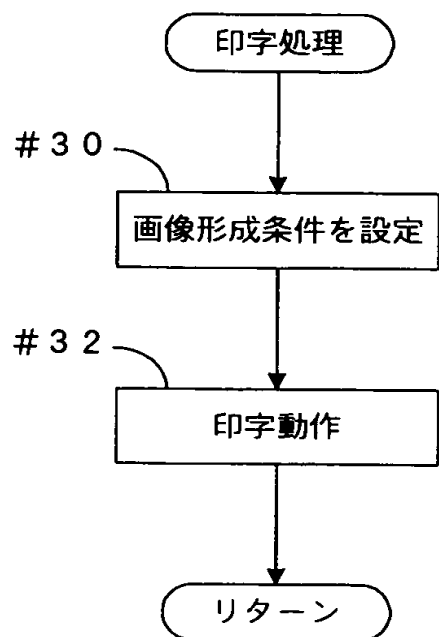 印字処理
#30
画像形成条件を設定
#32
印字動作
リターン